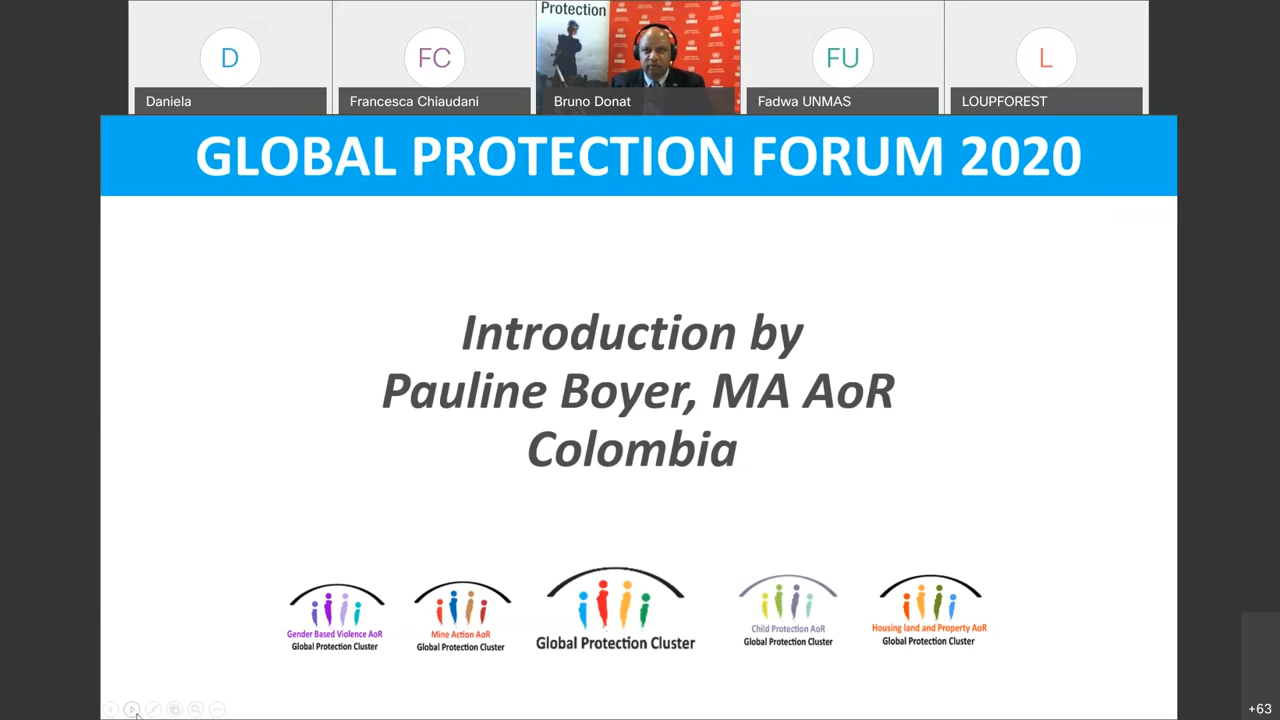 Protection
D
FC
FU
L
Daniela
Francesca Chiaudani
Bruno Donat
Fadwa UNMAS
LOUPFOREST
GLOBAL PROTECTION FORUM 2020
Introduction by
Pauline Boyer, MA AoR
Colombia
Gender Based Violence AoR
Global Protection Cluster
Mine Action AoR
Global Protection Cluster
Global Protection Cluster
Child Protection AoR
Global Protection Cluster
Housing land and Property AoR
Global Protection Cluster
+63